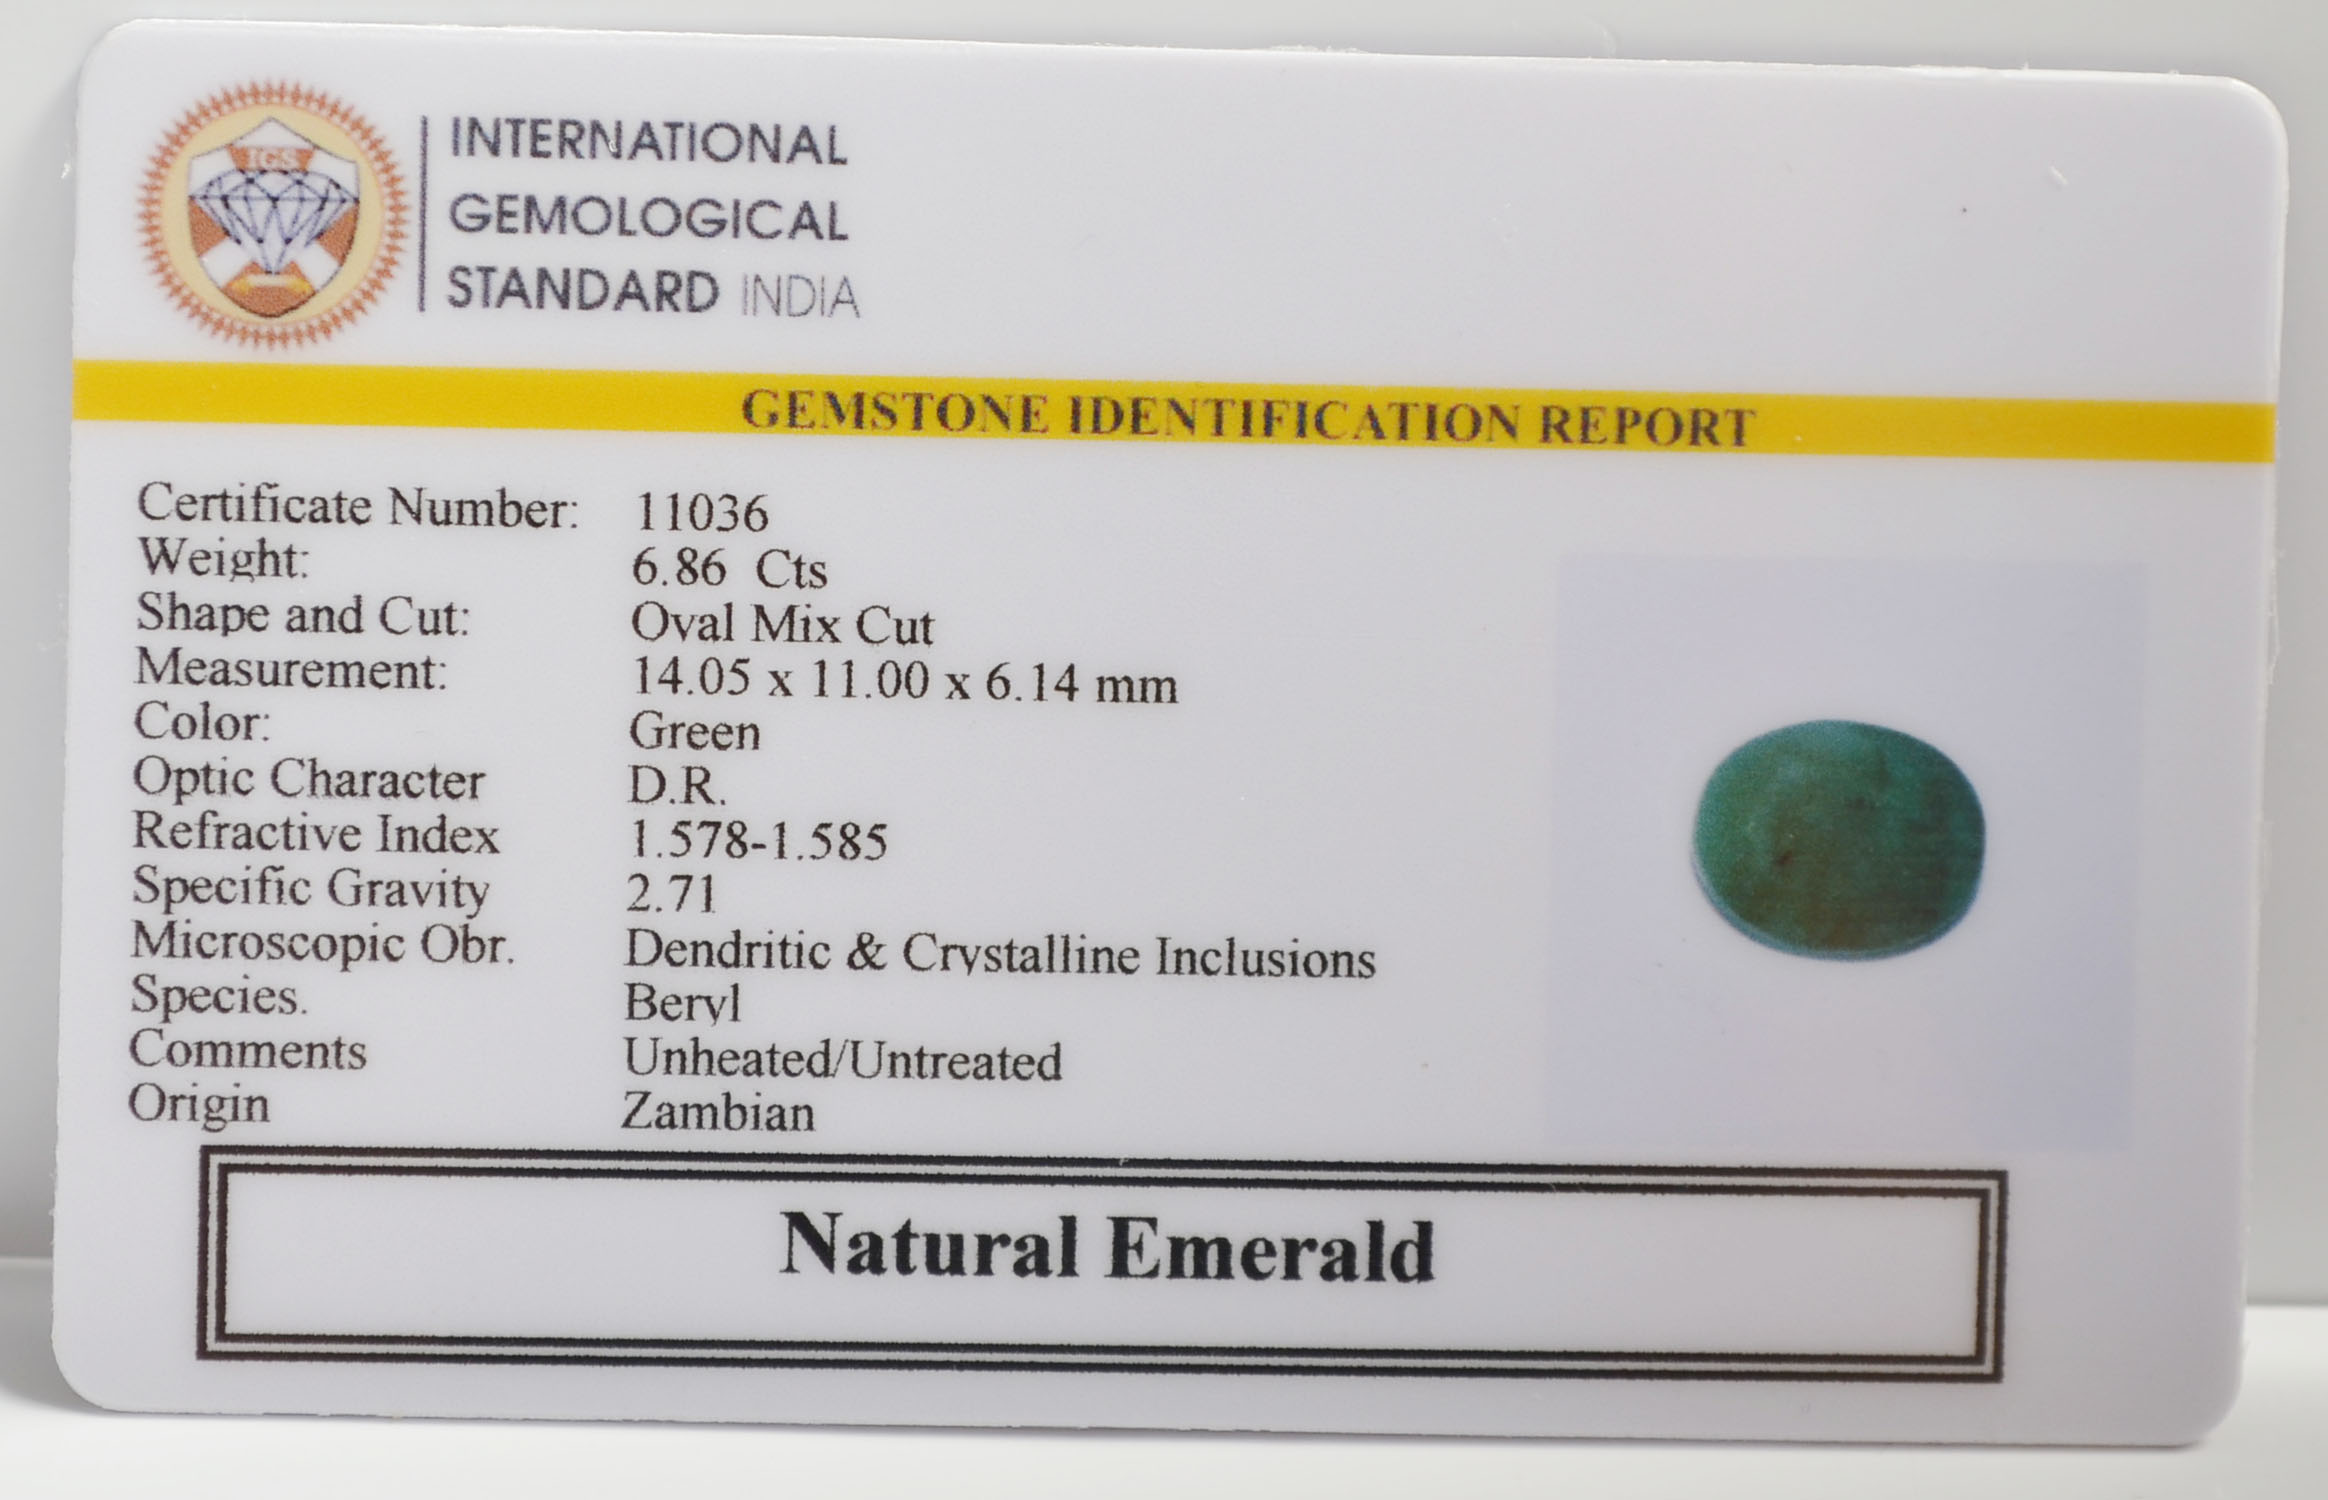 IGS
INTERNATIONAL
GEMOLOGICAL
STANDARD INDIA
GEMSTONE IDENTIFICATION REPORT
Certificate Number: 11036
Weight: 6.86 Cts
Shape and Cut: Oval Mix Cut
Measurement: 14.05 x 11.00 x 6.14 mm
Color: Green
Optic Character D.R.
Refractive Index 1.578-1.585
Specific Gravity 2.71
Microscopic Obr. Dendritic & Crystalline Inclusions
Species. Beryl
Comments Unheated/Untreated
Origin Zambian
Natural Emerald